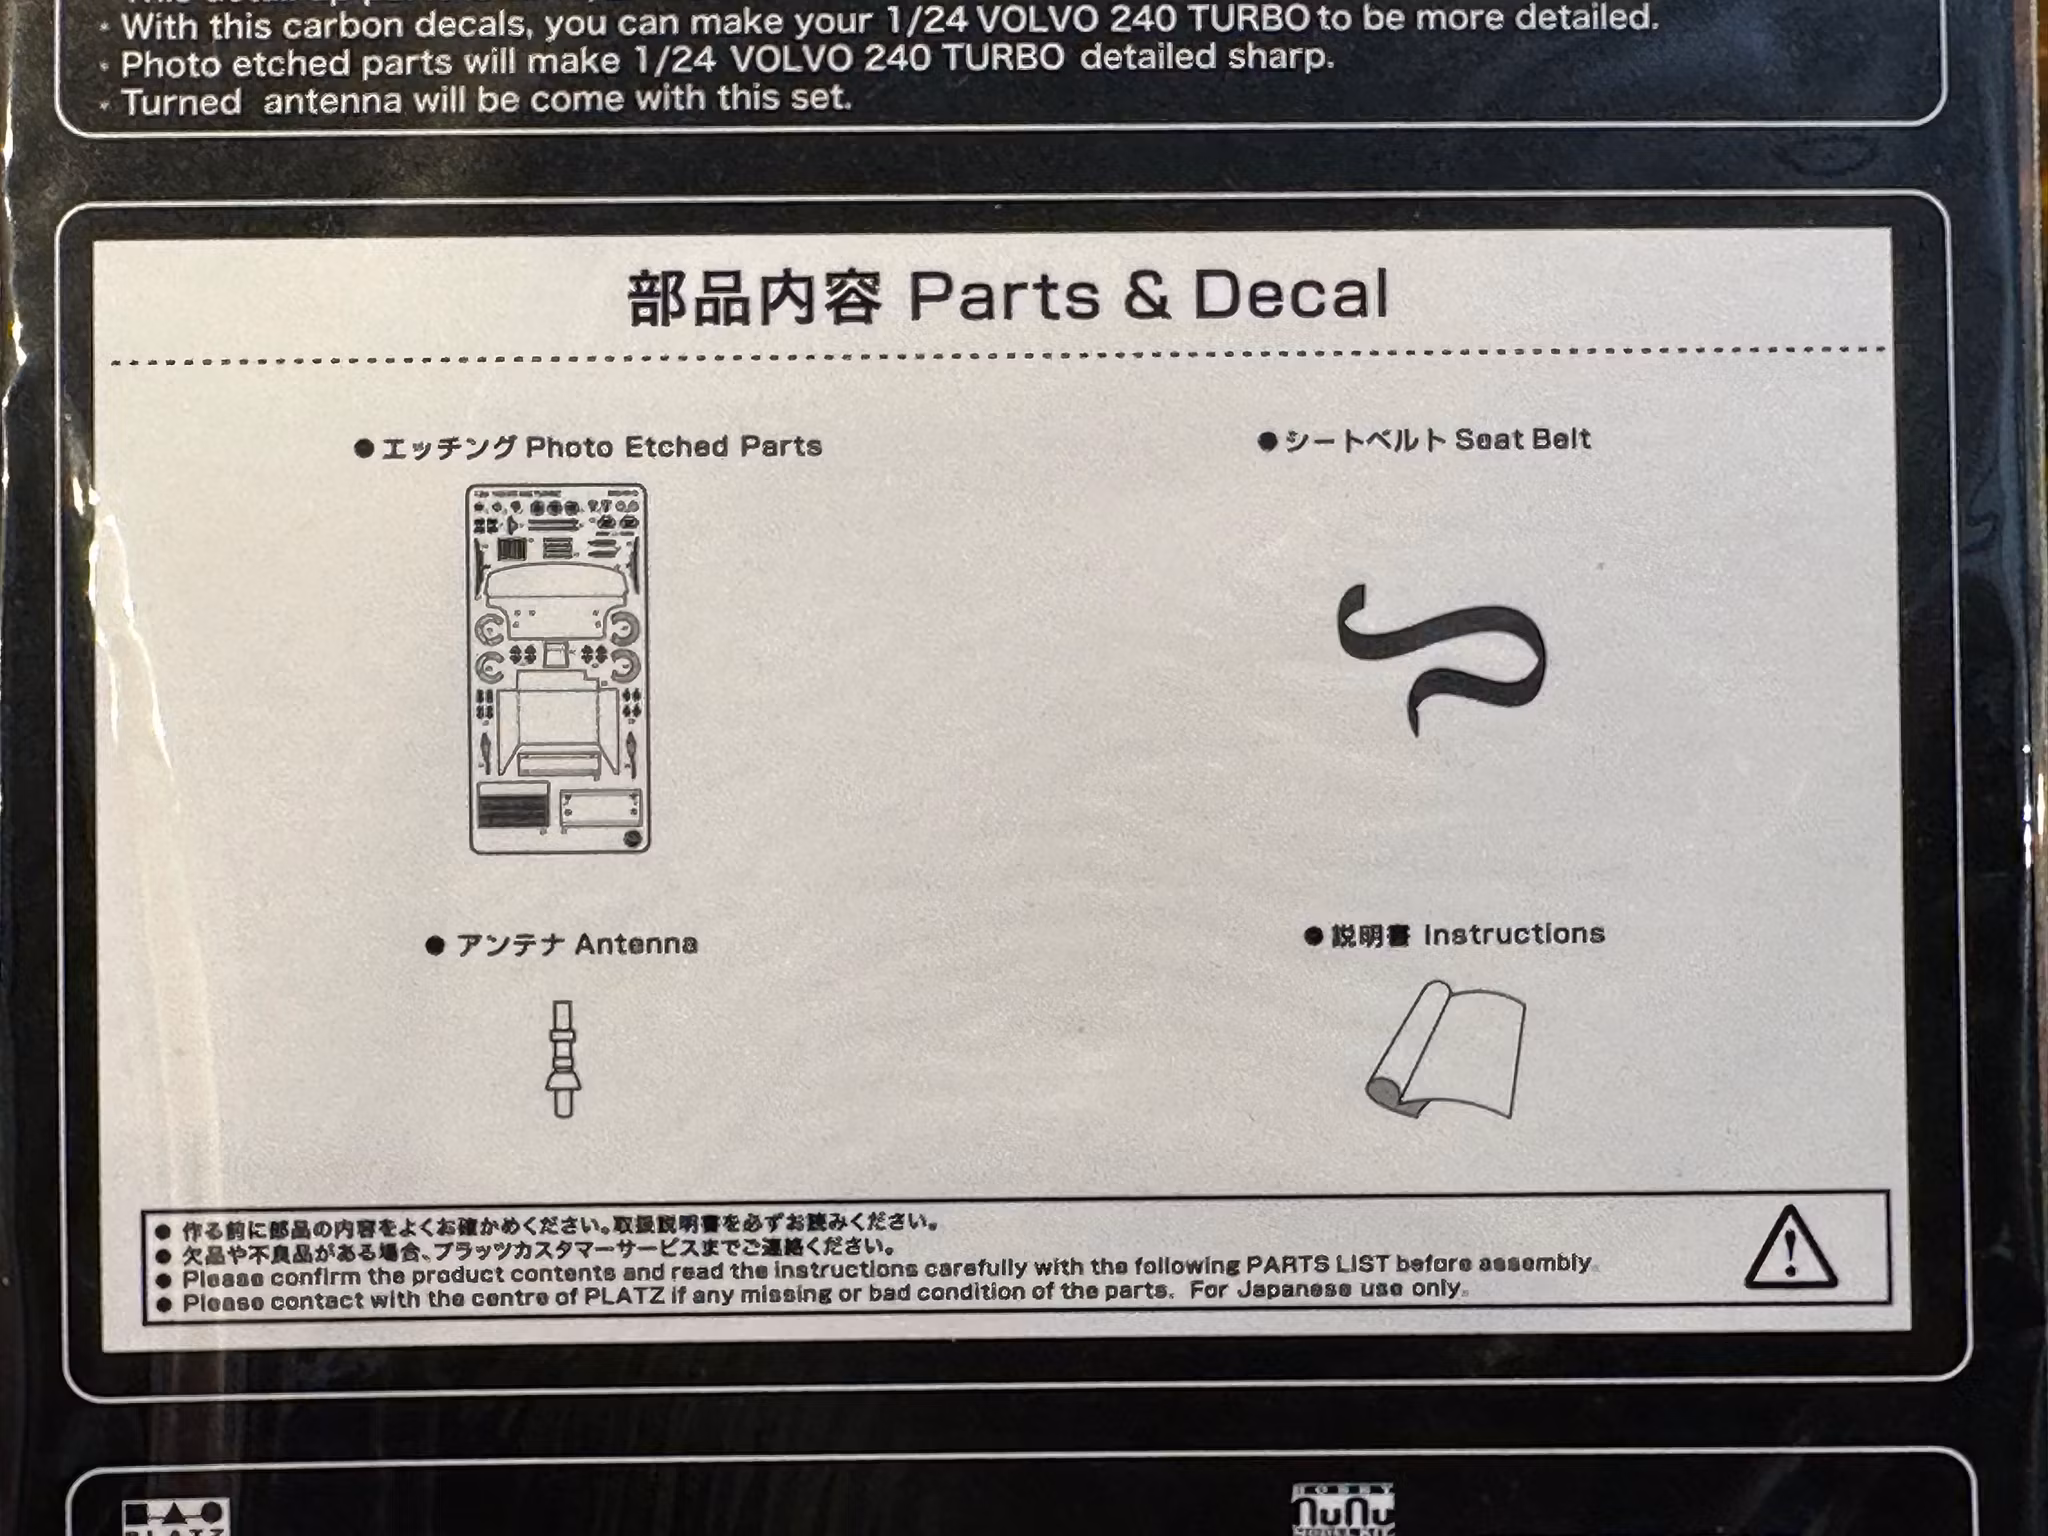 ・With this carbon decals, you can make your 1/24 VOLVO 240 TURBO to be more detailed.
・Photo etched parts will make 1/24 VOLVO 240 TURBO detailed sharp.
・Turned antenna will be come with this set.
部品内容 Parts & Decal
●エッチング Photo Etched Parts
●シートベルト Seat Belt
●アンテナ Antenna
●説明書 Instructions
●作る前に部品の内容をよくお確かめください。取扱説明書を必ずお読みください。
●欠品や不良品がある場合、プラッツカスタマーサービスまでご連絡ください。
●Please confirm the product contents and read the instructions carefully with the following PARTS LIST before assembly.
●Please contact with the centre of PLATZ if any missing or bad condition of the parts. For Japanese use only.
PLATZ
HOBBY
NuNu
MODEL KIT